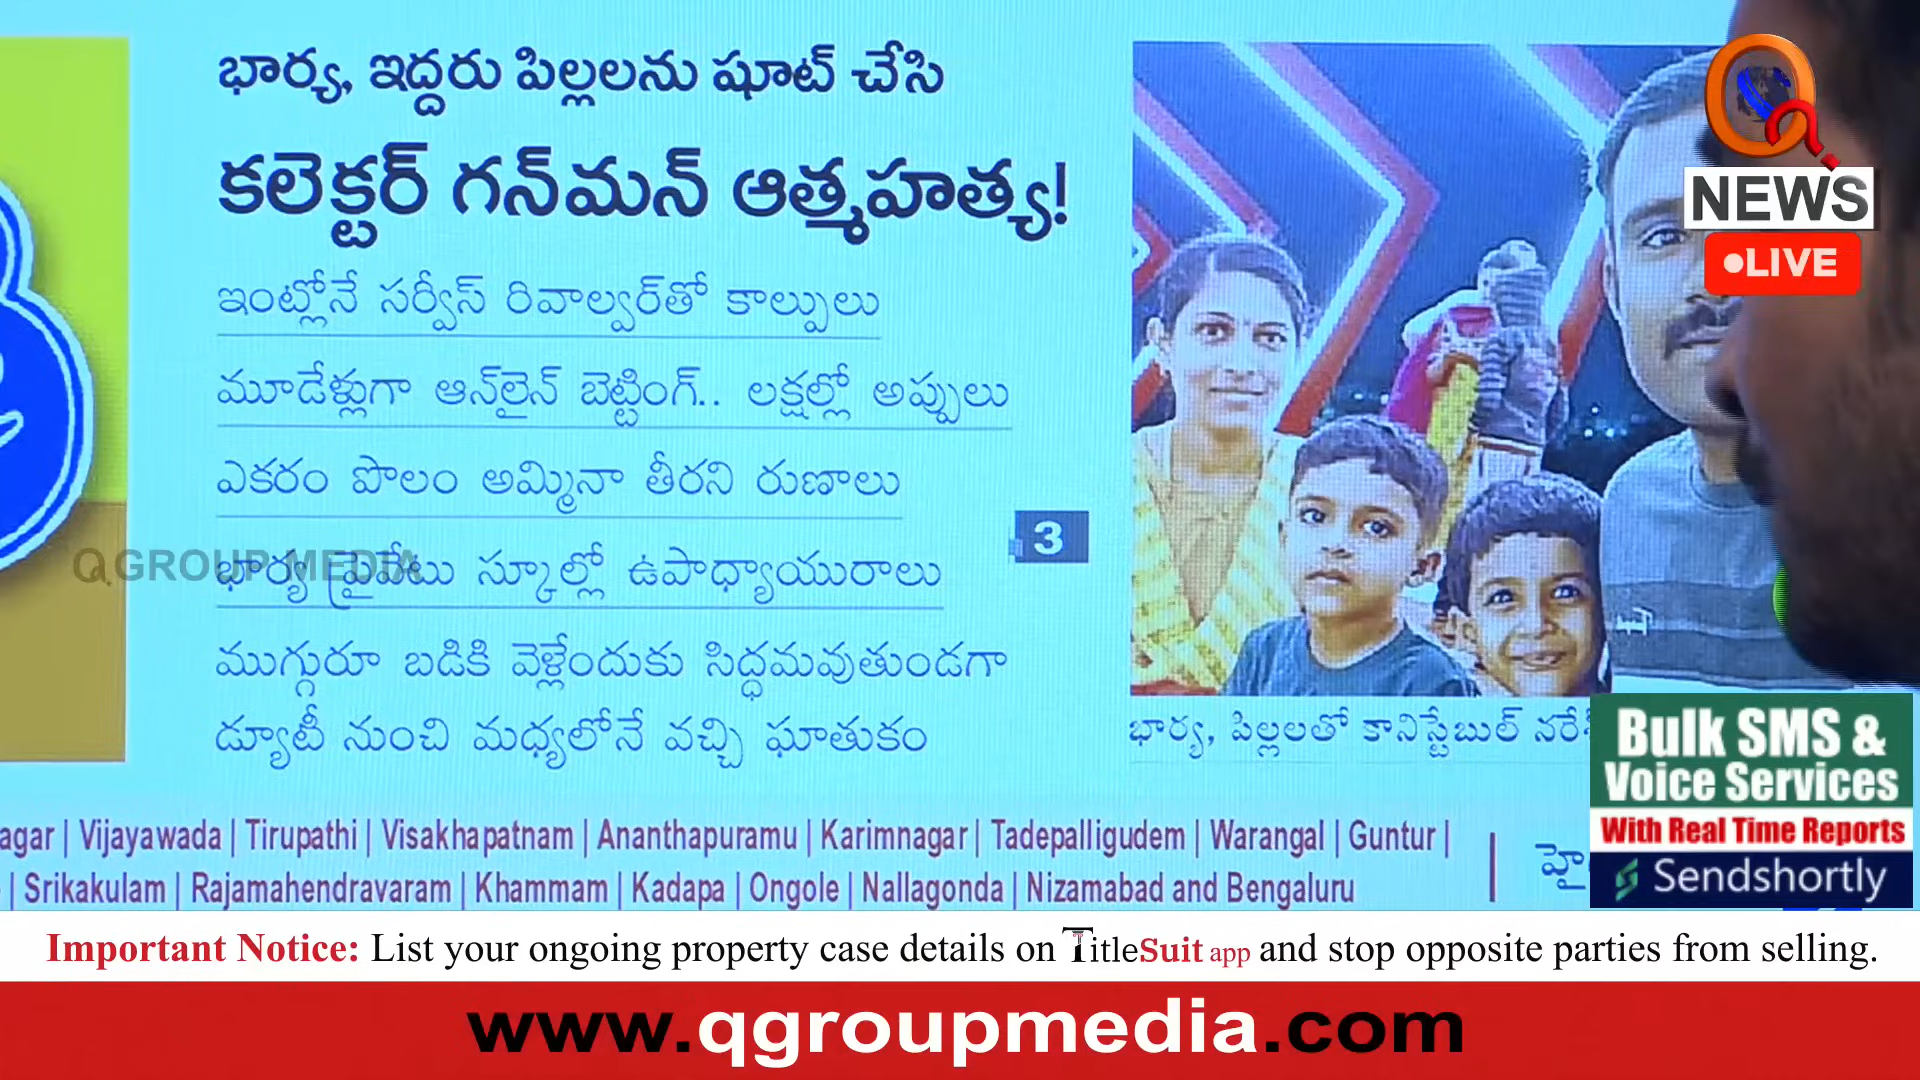 భార్య, ఇద్దరు పిల్లలను షూట్ చేసి
కలెక్టర్ గన్‌మన్ ఆత్మహత్య!
ఇంట్లోనే సర్వీస్ రివాల్వర్‌తో కాల్పులు
మూడేళ్లుగా ఆన్‌లైన్ బెట్టింగ్.. లక్షల్లో అప్పులు
ఎకరం పొలం అమ్మినా తీరని రుణాలు
భార్య ప్రైవేటు స్కూల్లో ఉపాధ్యాయురాలు
ముగ్గురూ బడికి వెళ్లేందుకు సిద్ధమవుతుండగా
డ్యూటీ నుంచి మధ్యలోనే వచ్చి ఘాతుకం
3
భార్య, పిల్లలతో కానిస్టేబుల్
Q GROUP MEDIA
Q
NEWS
LIVE
agar | Vijayawada | Tirupathi | Visakhapatnam | Ananthapuramu | Karimnagar | Tadepalligudem | Warangal | Guntur |
| Srikakulam | Rajamahendravaram | Khammam | Kadapa | Ongole | Nallagonda | Nizamabad and Bengaluru
Bulk SMS &
Voice Services
With Real Time Reports
Sendshortly
Important Notice: List your ongoing property case details on TitleSuit app and stop opposite parties from selling.
www.qgroupmedia.com